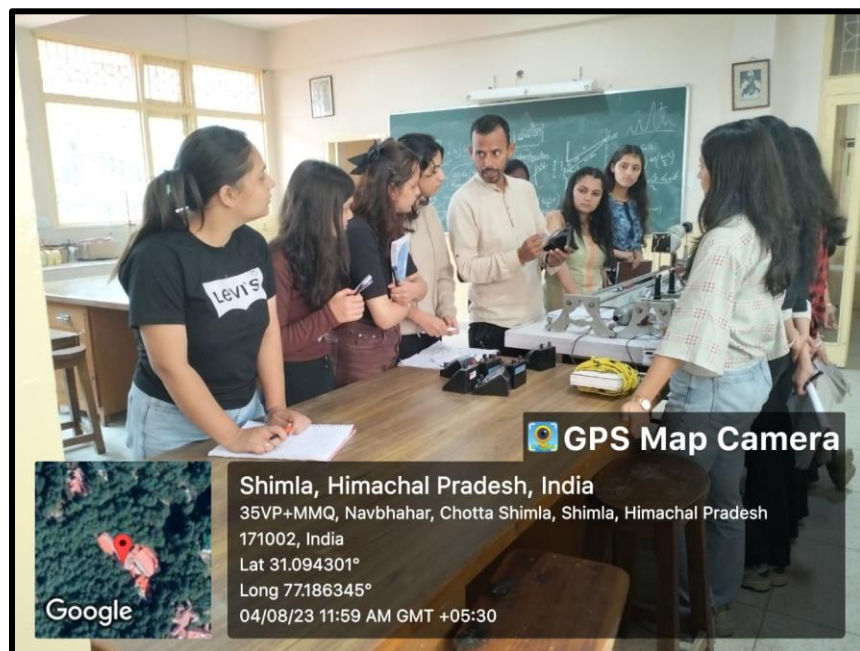 LEVI'S
GPS Map Camera
Shimla, Himachal Pradesh, India
35VP+MMQ, Navbhahar, Chotta Shimla, Shimla, Himachal Pradesh
171002, India
Lat 31.094301°
Long 77.186345°
04/08/23 11:59 AM GMT +05:30
Google